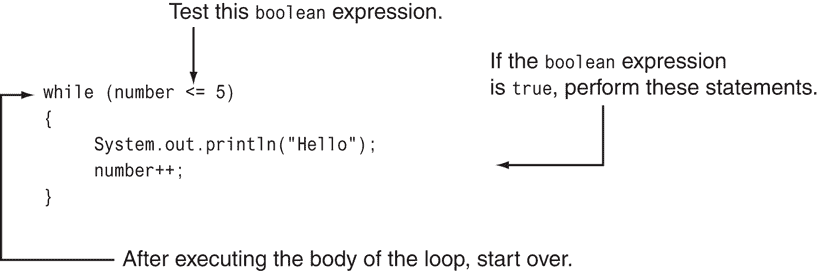 Test this boolean expression.
If the boolean expression
is true, perform these statements.
while (number <= 5)
{
System.out.println("Hello");
number++;
}
After executing the body of the loop, start over.